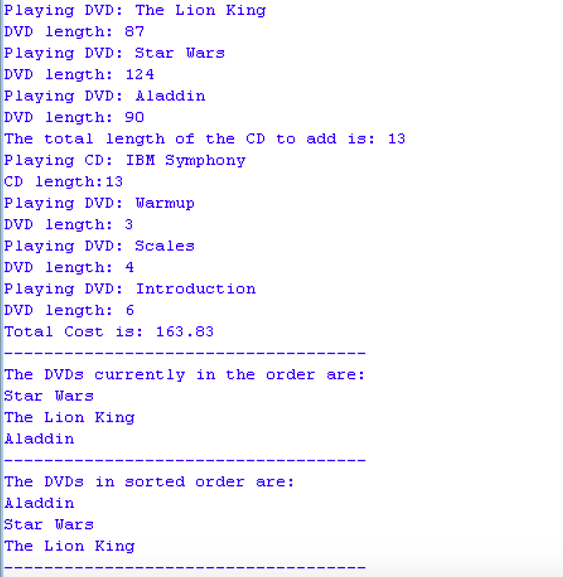 Playing DVD: The Lion King
DVD length: 87
Playing DVD: Star Wars
DVD length: 124
Playing DVD: Aladdin
DVD length: 90
The total length of the CD to add is: 13
Playing CD: IBM Symphony
CD length:13
Playing DVD: Warmup
DVD length: 3
Playing DVD: Scales
DVD length: 4
Playing DVD: Introduction
DVD length: 6
Total Cost is: 163.83
------------------------------------
The DVDs currently in the order are:
Star Wars
The Lion King
Aladdin
------------------------------------
The DVDs in sorted order are:
Aladdin
Star Wars
The Lion King
------------------------------------